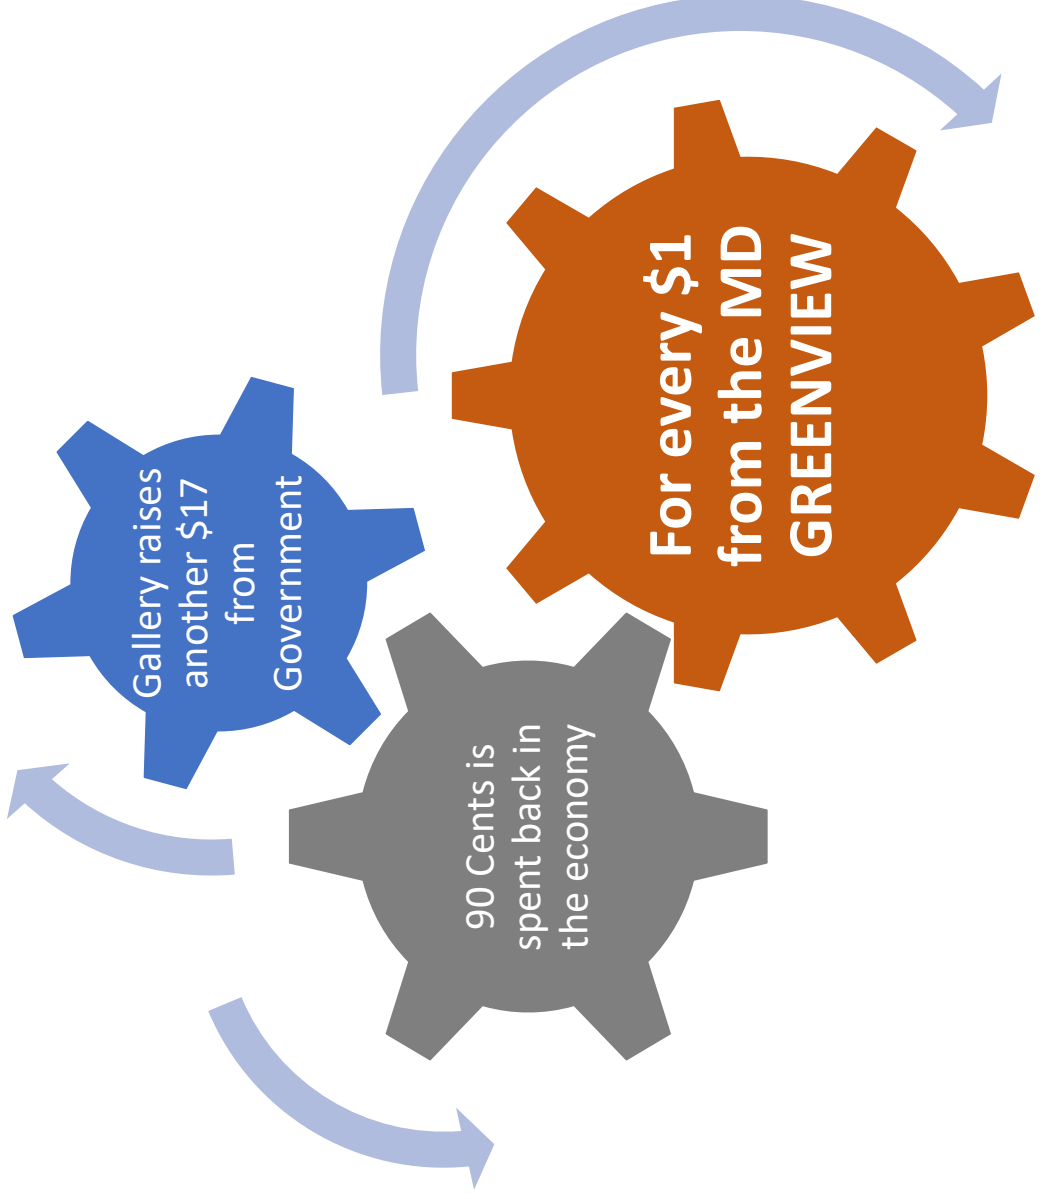 Gallery raises
another $17
from
Government
90 Cents is
spent back in
the economy
For every $1
from the MD
GREENVIEW